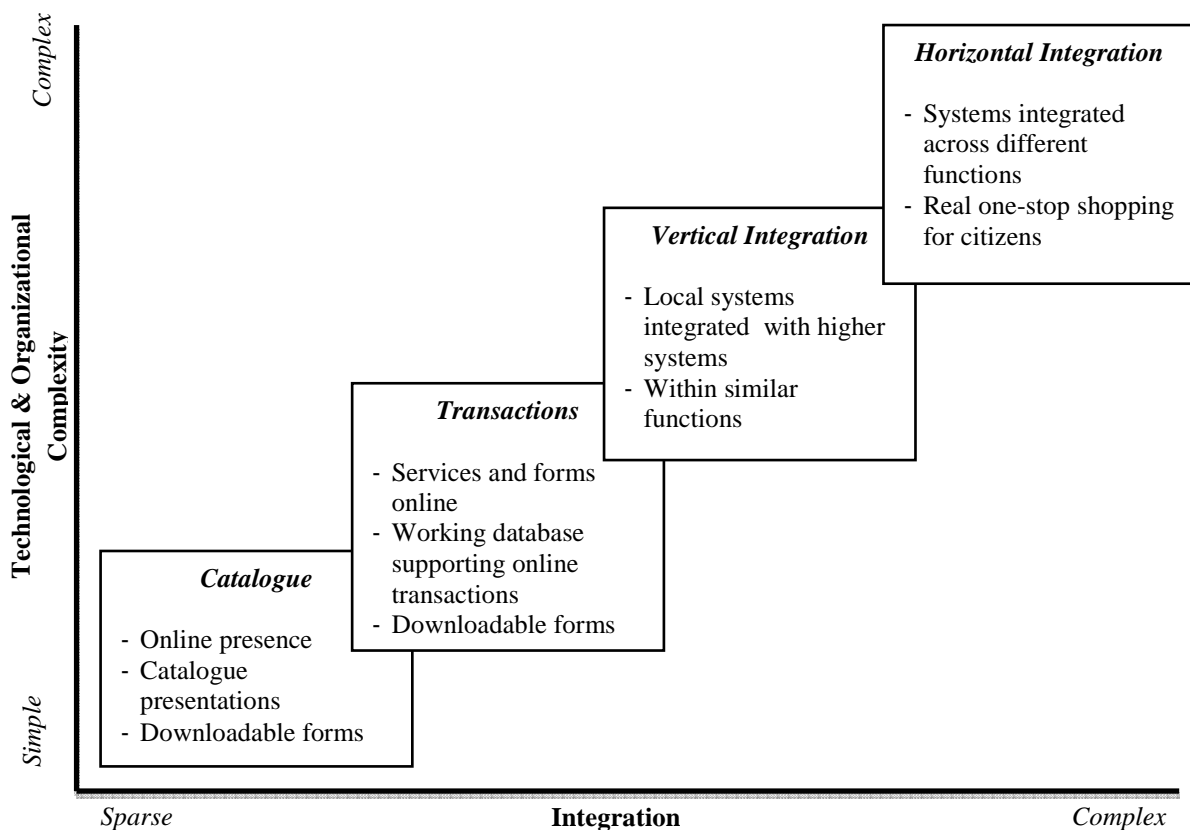 Complex
Technological & Organizational
Complexity
Simple
Horizontal Integration
- Systems integrated
across different
functions
- Real one-stop shopping
for citizens
Vertical Integration
- Local systems
integrated with higher
systems
- Within similar
functions
Transactions
- Services and forms
online
- Working database
supporting online
transactions
- Downloadable forms
Catalogue
- Online presence
- Catalogue
presentations
- Downloadable forms
Sparse
Integration
Complex